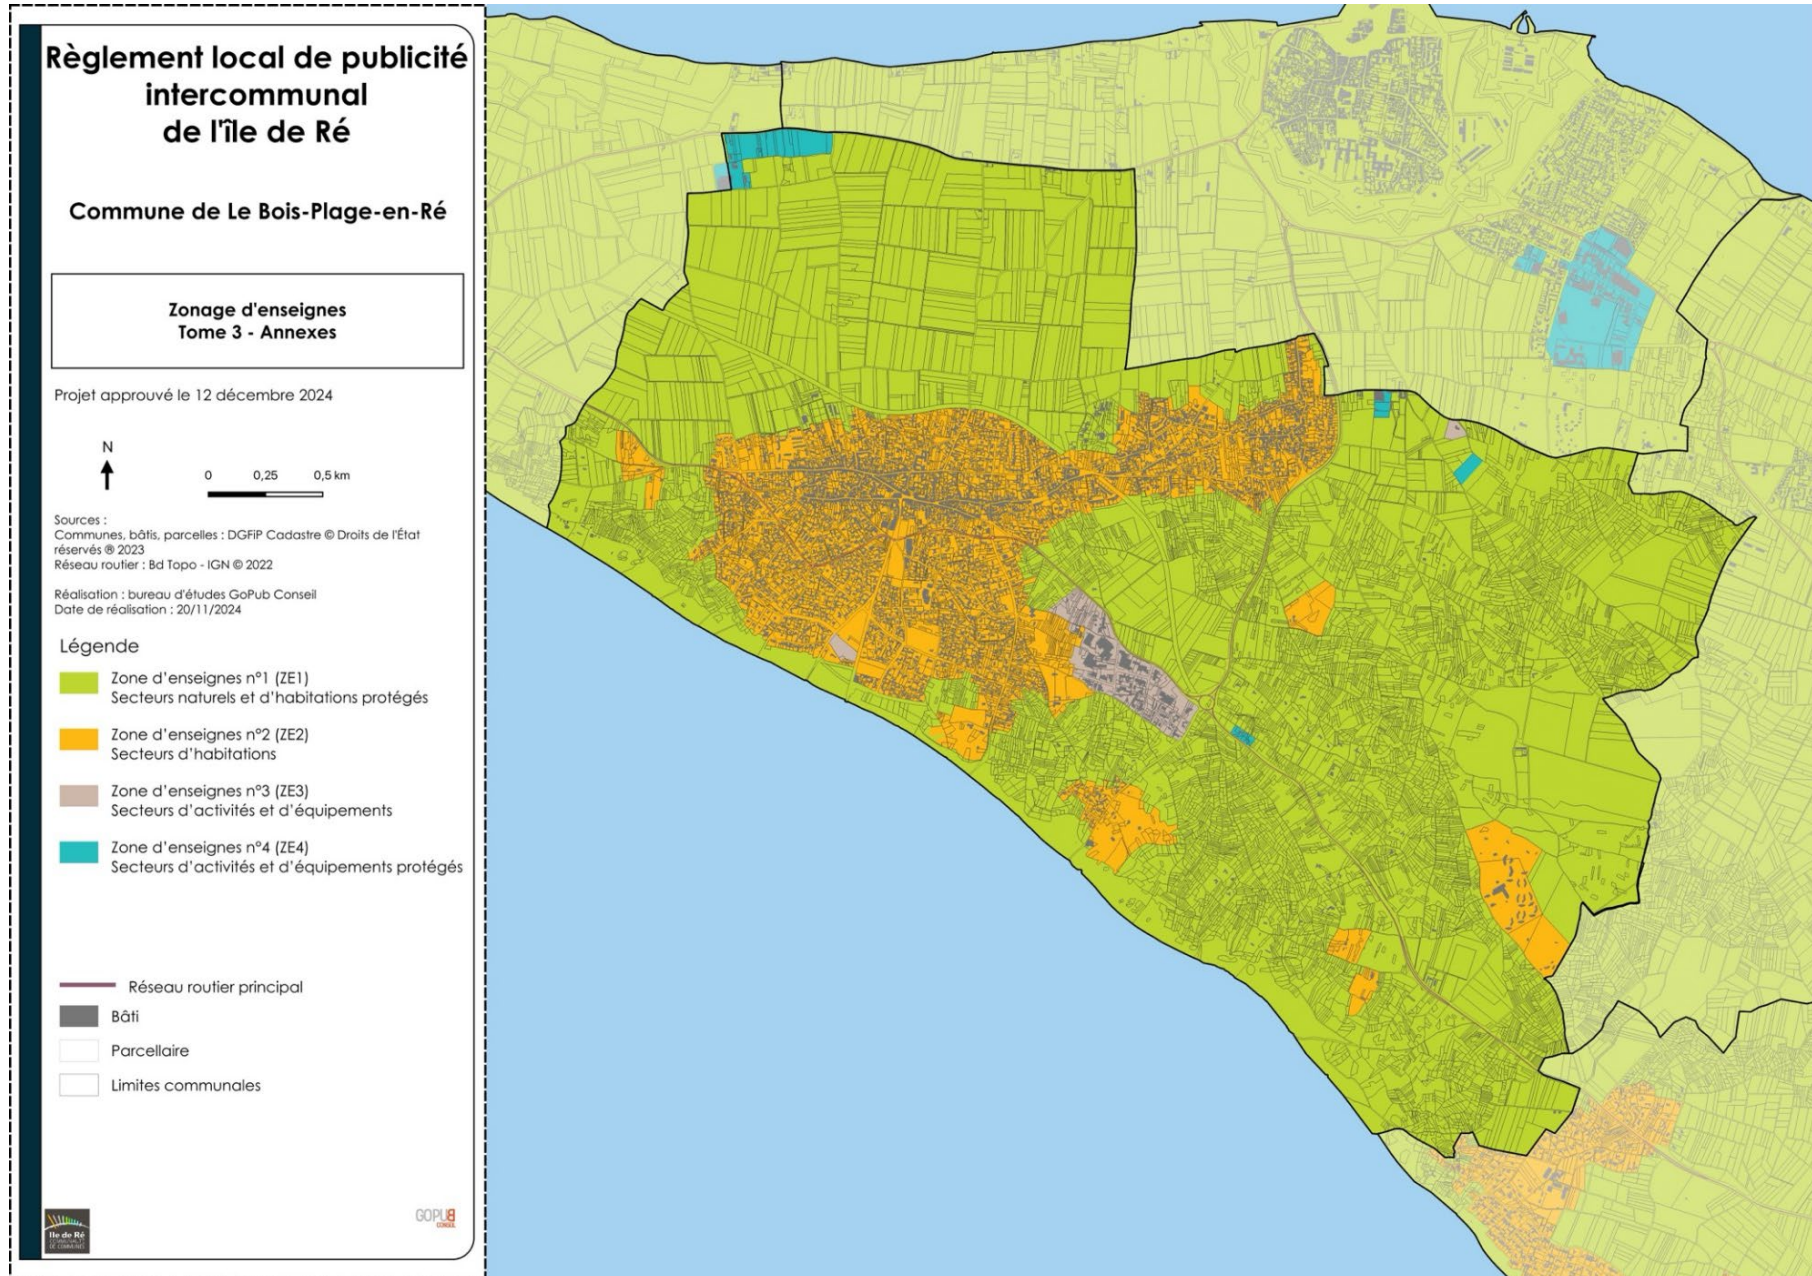 Règlement local de publicité
intercommunal
de l'île de Ré
Commune de Le Bois-Plage-en-Ré
Zonage d'enseignes
Tome 3 - Annexes
Projet approuvé le 12 décembre 2024
N
0 0,25 0,5 km
Sources :
Communes, bâtis, parcelles : DGFiP Cadastre © Droits de l'État
réservés ® 2023
Réseau routier : Bd Topo - IGN © 2022
Réalisation : bureau d'études GoPub Conseil
Date de réalisation : 20/11/2024
Légende
Zone d'enseignes n°1 (ZE1)
Secteurs naturels et d'habitations protégés
Zone d'enseignes n°2 (ZE2)
Secteurs d'habitations
Zone d'enseignes n°3 (ZE3)
Secteurs d'activités et d'équipements
Zone d'enseignes n°4 (ZE4)
Secteurs d'activités et d'équipements protégés
Réseau routier principal
Bâti
Parcellaire
Limites communales
Ile de Ré
COMMUNAUTÉ
DE COMMUNES
GOPUB
CONSEIL